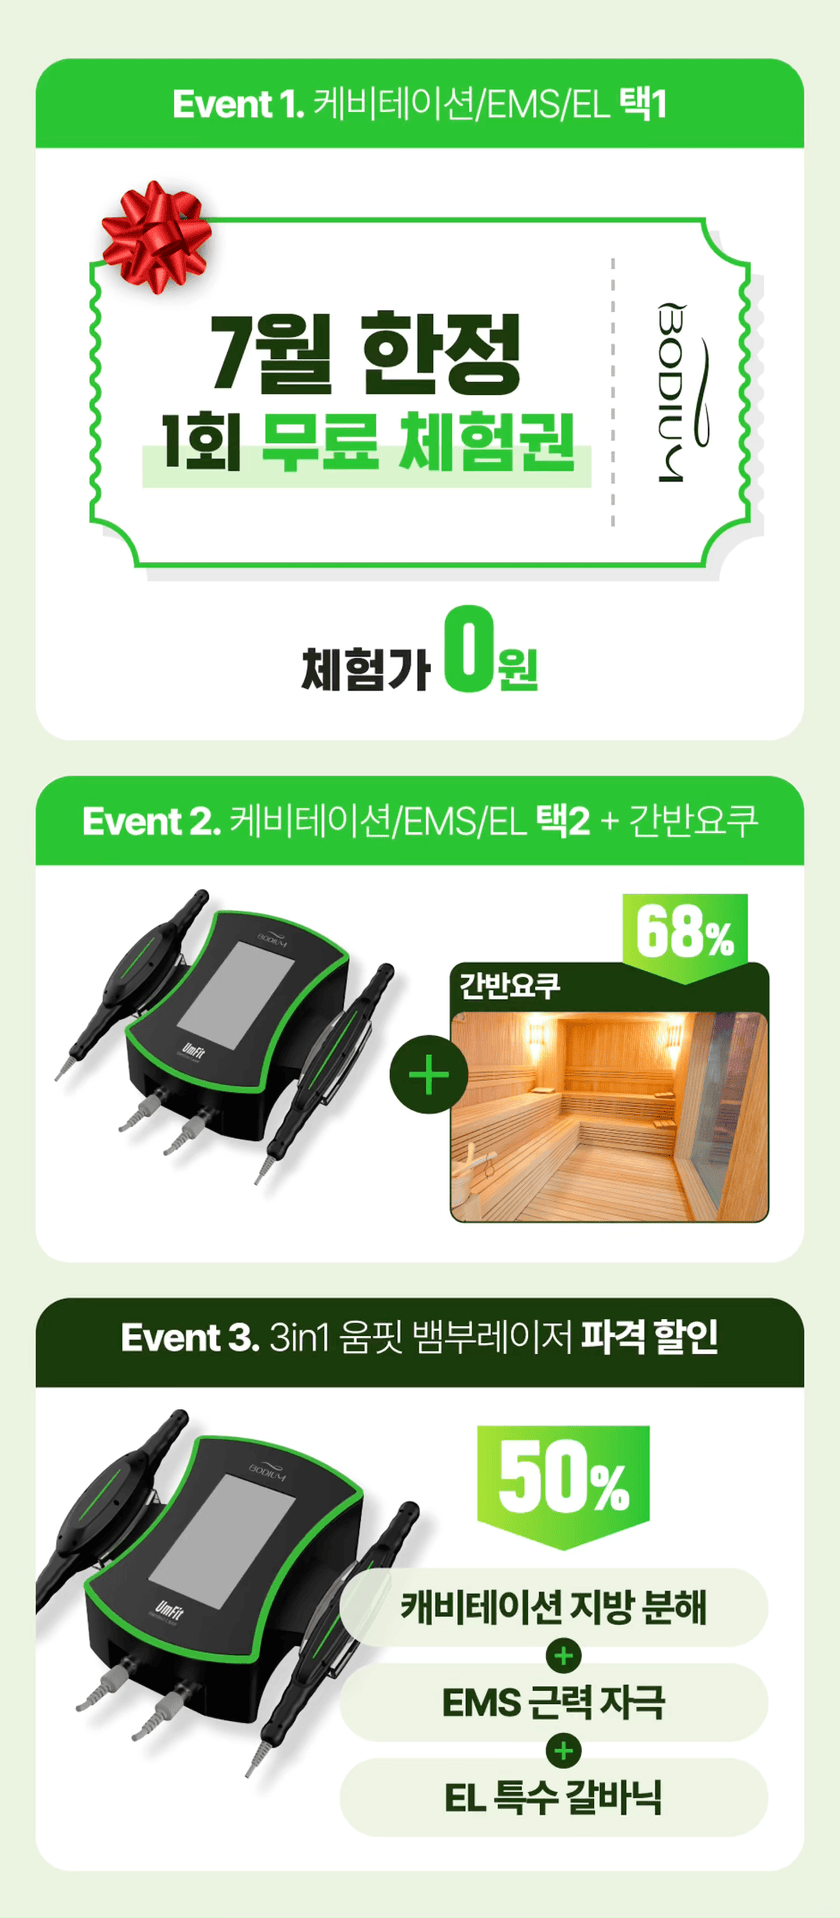 Event 1. 케비테이션/EMS/EL 택1
7월 한정
1회 무료 체험권
BODIUM
체험가 0원
Event 2. 케비테이션/EMS/EL 택2 + 간반요쿠
BODIUM
UmFit
68%
간반요쿠
Event 3. 3in1 움핏 뱀부레이저 파격 할인
BODIUM
UmFit
50%
캐비테이션 지방 분해
+
EMS 근력 자극
+
EL 특수 갈바닉